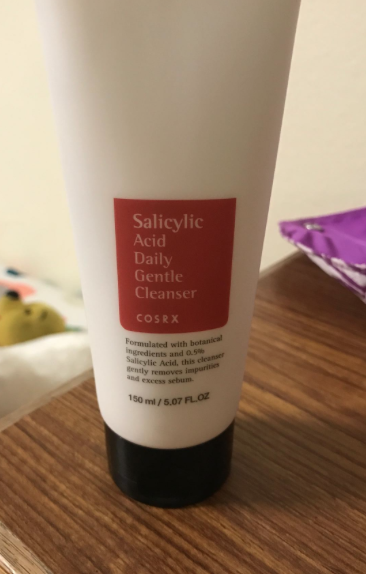 Salicylic
Acid
Daily
Gentle
Cleanser
COSRX
Formulated with botanical
ingredients and 0.5%
Salicylic Acid, this cleanser
gently removes impurities
and excess sebum.
150 ml / 5.07 FL.OZ